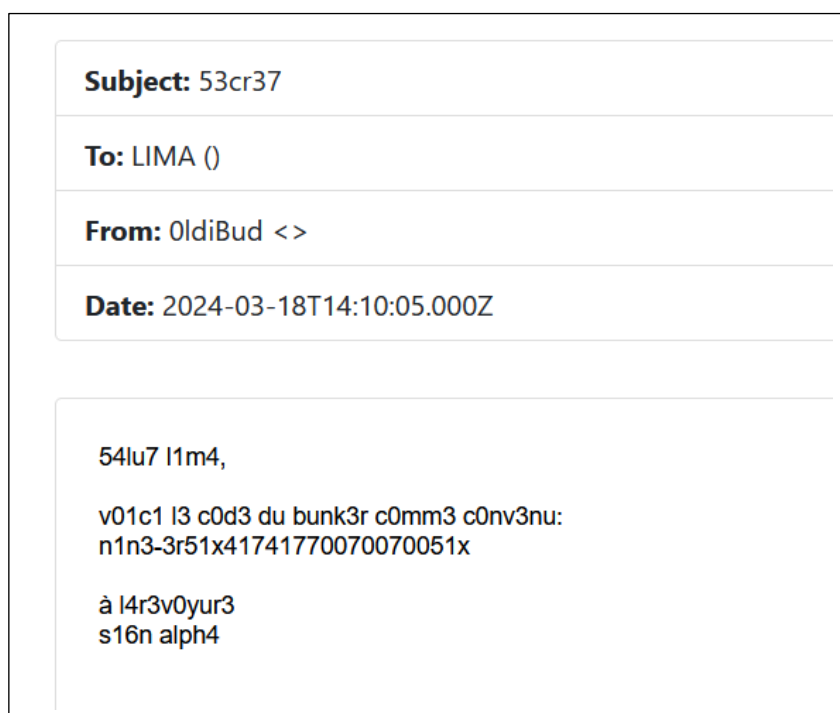 Subject: 53cr37
To: LIMA ()
From: 0ldiBud <>
Date: 2024-03-18T14:10:05.000Z
54lu7 l1m4,
v01c1 l3 c0d3 du bunk3r c0mm3 c0nv3nu:
n1n3-3r51x41741770070070051x
à l4r3v0yur3
s16n alph4